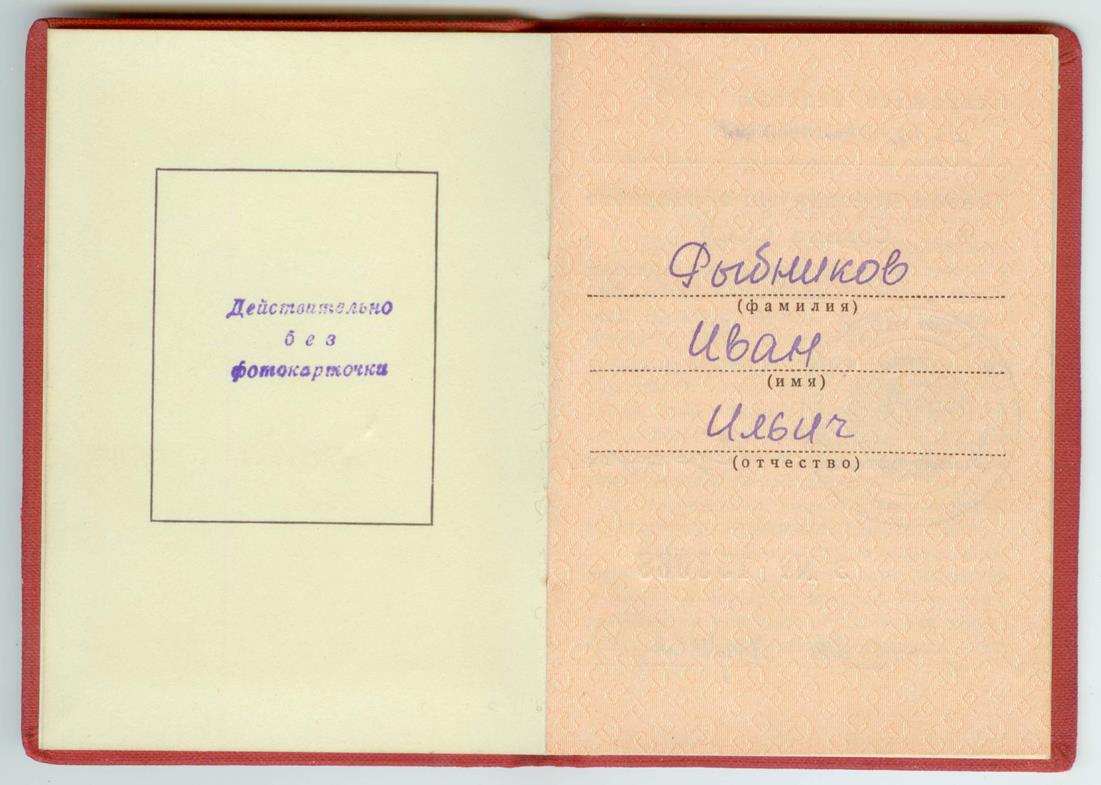 Действительно
без
фотокарточки
Рыбников
(фамилия)
Иван
(имя)
Ильич
(отчество)